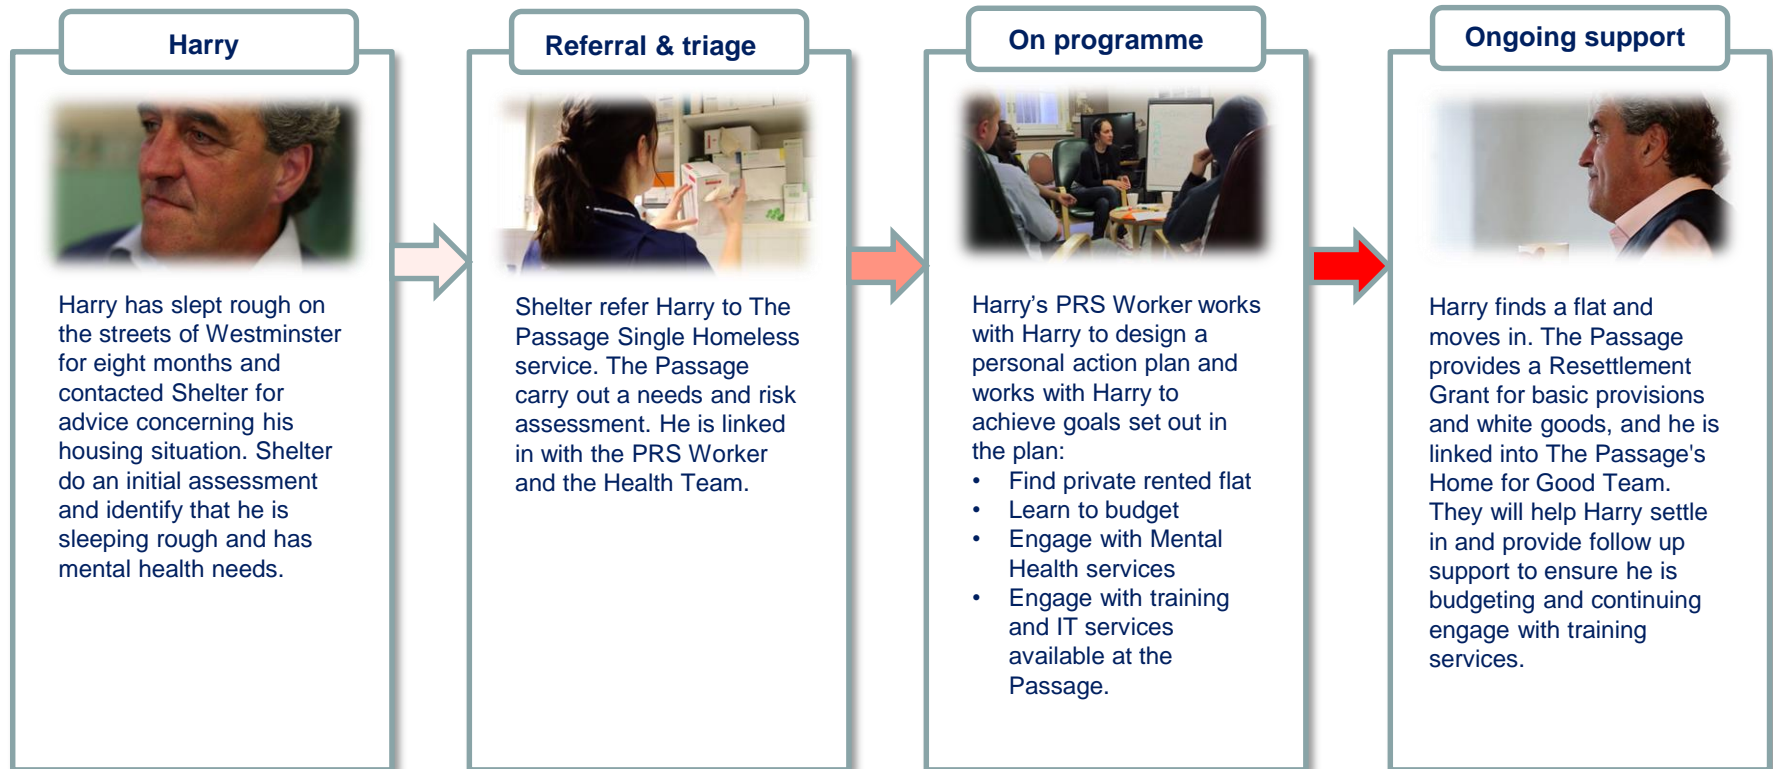 Harry
Harry has slept rough on
the streets of Westminster
for eight months and
contacted Shelter for
advice concerning his
housing situation. Shelter
do an initial assessment
and identify that he is
sleeping rough and has
mental health needs.
Referral & triage
Shelter refer Harry to The
Passage Single Homeless
service. The Passage
carry out a needs and risk
assessment. He is linked
in with the PRS Worker
and the Health Team.
On programme
Harry’s PRS Worker works
with Harry to design a
personal action plan and
works with Harry to
achieve goals set out in
the plan:
• Find private rented flat
• Learn to budget
• Engage with Mental
Health services
• Engage with training
and IT services
available at the
Passage.
Ongoing support
Harry finds a flat and
moves in. The Passage
provides a Resettlement
Grant for basic provisions
and white goods, and he is
linked into The Passage's
Home for Good Team.
They will help Harry settle
in and provide follow up
support to ensure he is
budgeting and continuing
engage with training
services.